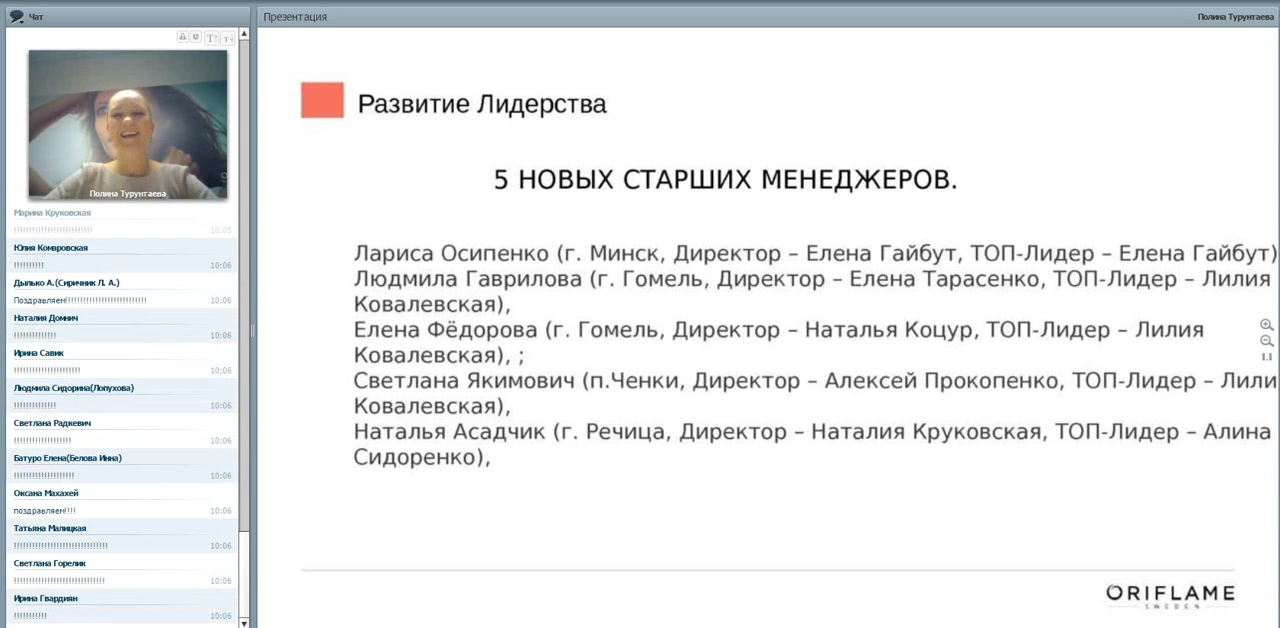 Чат
Полина Турунтаева
Марина Круковская
!!!!!!!!!!!!!!!!!!!!!!!!!! 10:05
Юлия Комаровская
!!!!!!!!!! 10:06
Дылько А.(Сиричник Л. А.)
Поздравляем!!!!!!!!!!!!!!!!!!!!!!!!!!! 10:06
Наталия Домнич
!!!!!!!!!!!!!! 10:06
Ирина Савик
!!!!!!!!!!!!!!!!!!!!!! 10:06
Людмила Сидорина(Лопухова)
!!!!!!!!!!!!!! 10:06
Светлана Радкевич
!!!!!!!!!!!!!!!!!!! 10:06
Батуро Елена(Белова Инна)
!!!!!!!!!!!!!!!!!!!! 10:06
Оксана Махахей
поздравляем!!!! 10:06
Татьяна Малицкая
!!!!!!!!!!!!!!!!!!!!!!!!!!!!!!! 10:06
Светлана Горелик
!!!!!!!!!!!!!!!!!!!!!!!!!!!!!! 10:06
Ирина Гвардиян
!!!!!!!!!!! 10:06
Презентация
Полина Турунтаева
Развитие Лидерства
5 НОВЫХ СТАРШИХ МЕНЕДЖЕРОВ.
Лариса Осипенко (г. Минск, Директор – Елена Гайбут, ТОП-Лидер – Елена Гайбут)
Людмила Гаврилова (г. Гомель, Директор – Елена Тарасенко, ТОП-Лидер – Лилия
Ковалевская),
Елена Фёдорова (г. Гомель, Директор – Наталья Коцур, ТОП-Лидер – Лилия
Ковалевская), ;
Светлана Якимович (п.Ченки, Директор – Алексей Прокопенко, ТОП-Лидер – Лили
Ковалевская),
Наталья Асадчик (г. Речица, Директор – Наталия Круковская, ТОП-Лидер – Алина
Сидоренко),
1:1
ORIFLAME
SWEDEN